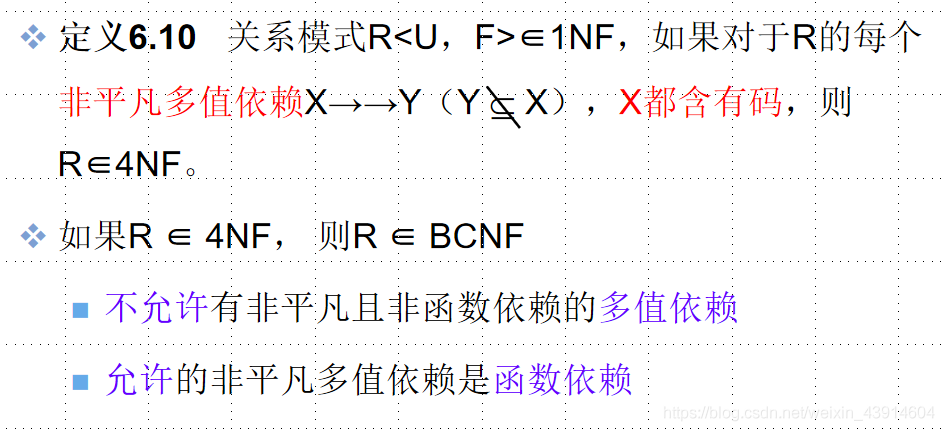 ❖ 定义6.10 关系模式R<U，F>∈1NF，如果对于R的每个
非平凡多值依赖X→→Y（Y ⊈ X），X都含有码，则
R∈4NF。
❖ 如果R ∈ 4NF， 则R ∈ BCNF
■ 不允许有非平凡且非函数依赖的多值依赖
■ 允许的非平凡多值依赖是函数依赖
https://blog.csdn.net/weixin_43914604